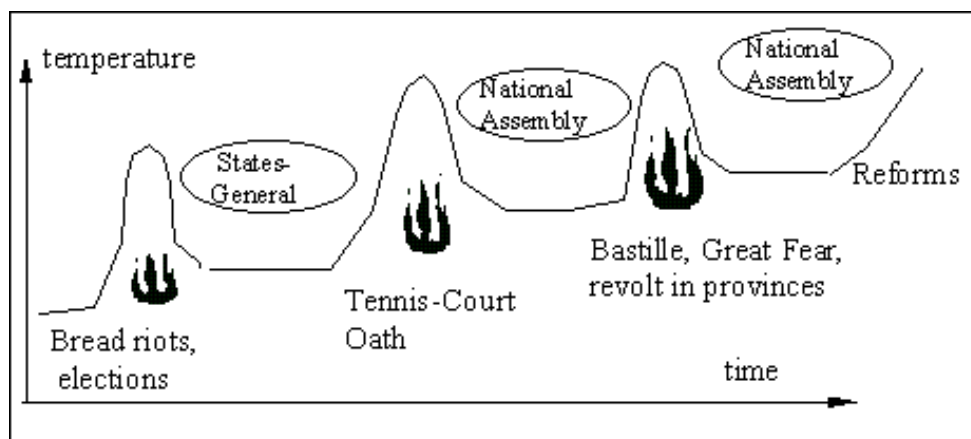 temperature
States-
General
National
Assembly
National
Assembly
Reforms
Bread riots,
elections
Tennis-Court
Oath
Bastille, Great Fear,
revolt in provinces
time